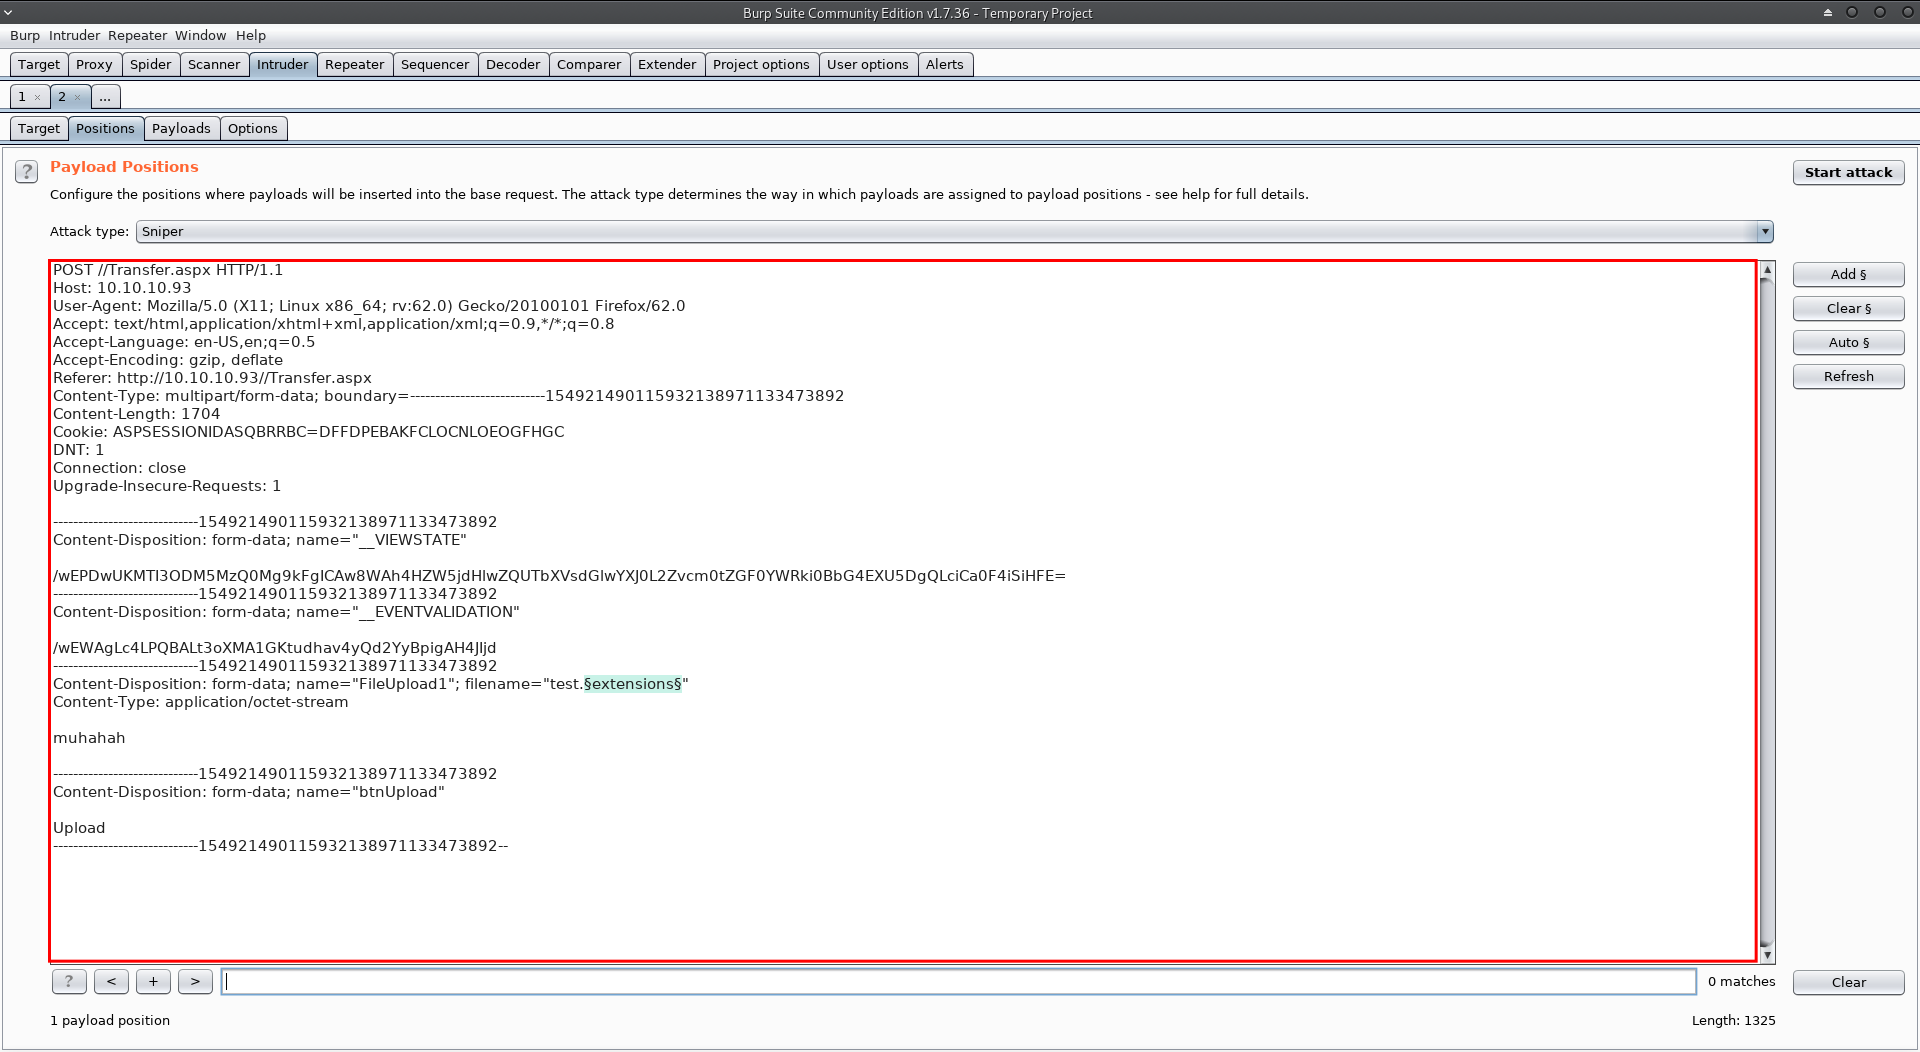 Burp Suite Community Edition v1.7.36 - Temporary Project
Burp Intruder Repeater Window Help
Target Proxy Spider Scanner Intruder Repeater Sequencer Decoder Comparer Extender Project options User options Alerts
1 × 2 × ...
Target Positions Payloads Options
? Payload Positions
Start attack
Configure the positions where payloads will be inserted into the base request. The attack type determines the way in which payloads are assigned to payload positions - see help for full details.
Attack type: Sniper
POST //Transfer.aspx HTTP/1.1
Host: 10.10.10.93
User-Agent: Mozilla/5.0 (X11; Linux x86_64; rv:62.0) Gecko/20100101 Firefox/62.0
Accept: text/html,application/xhtml+xml,application/xml;q=0.9,*/*;q=0.8
Accept-Language: en-US,en;q=0.5
Accept-Encoding: gzip, deflate
Referer: http://10.10.10.93//Transfer.aspx
Content-Type: multipart/form-data; boundary=---------------------------154921490115932138971133473892
Content-Length: 1704
Cookie: ASPSESSIONIDASQBRRBC=DFFDPEBAKFCLOCNLOEOGFHGC
DNT: 1
Connection: close
Upgrade-Insecure-Requests: 1
-----------------------------154921490115932138971133473892
Content-Disposition: form-data; name="__VIEWSTATE"
/wEPDwUKMTI3ODM5MzQ0Mg9kFgICAw8WAh4HZW5jdHlwZQUTbXVsdGlwYXJ0L2Zvcm0tZGF0YWRki0BbG4EXU5DgQLciCa0F4iSiHFE=
-----------------------------154921490115932138971133473892
Content-Disposition: form-data; name="__EVENTVALIDATION"
/wEWAgLc4LPQBALt3oXMA1GKtudhav4yQd2YyBpigAH4JIjd
-----------------------------154921490115932138971133473892
Content-Disposition: form-data; name="FileUpload1"; filename="test.§extensions§"
Content-Type: application/octet-stream
muhahah
-----------------------------154921490115932138971133473892
Content-Disposition: form-data; name="btnUpload"
Upload
-----------------------------154921490115932138971133473892--
Add §
Clear §
Auto §
Refresh
? < + > 0 matches Clear
1 payload position Length: 1325